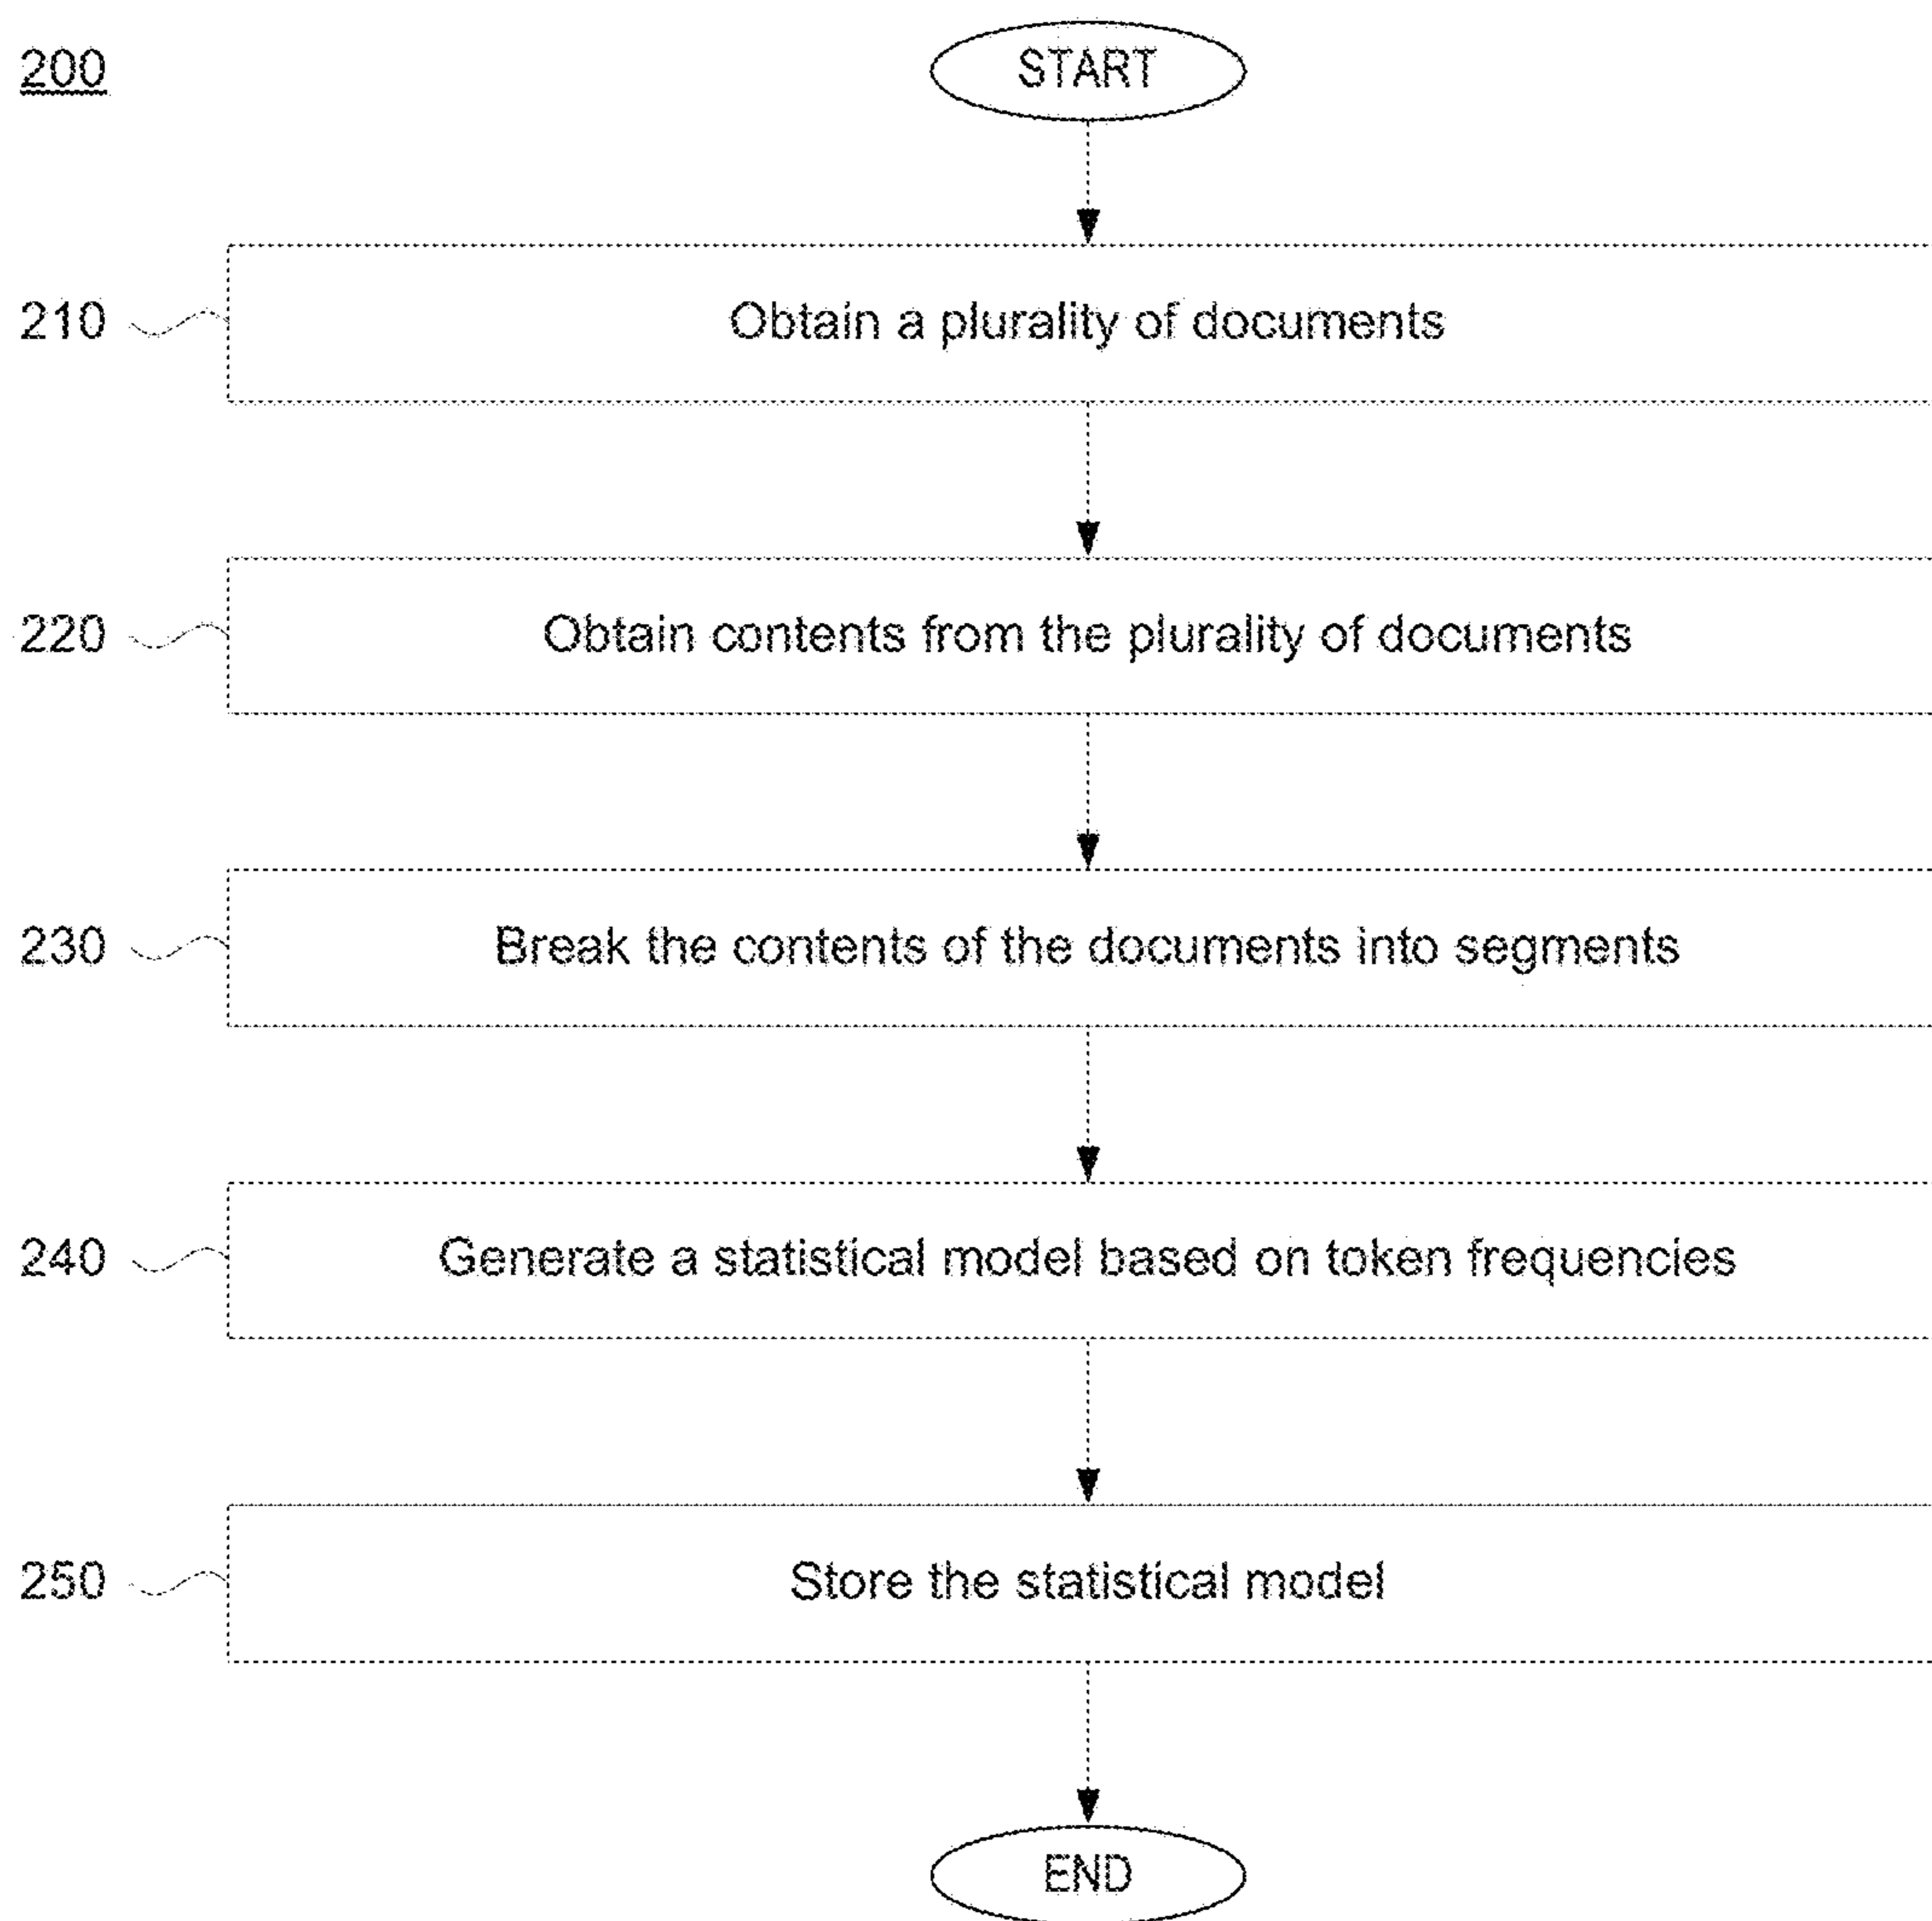 200
START
210 Obtain a plurality of documents
220 Obtain contents from the plurality of documents
230 Break the contents of the documents into segments
240 Generate a statistical model based on token frequencies
250 Store the statistical model
END